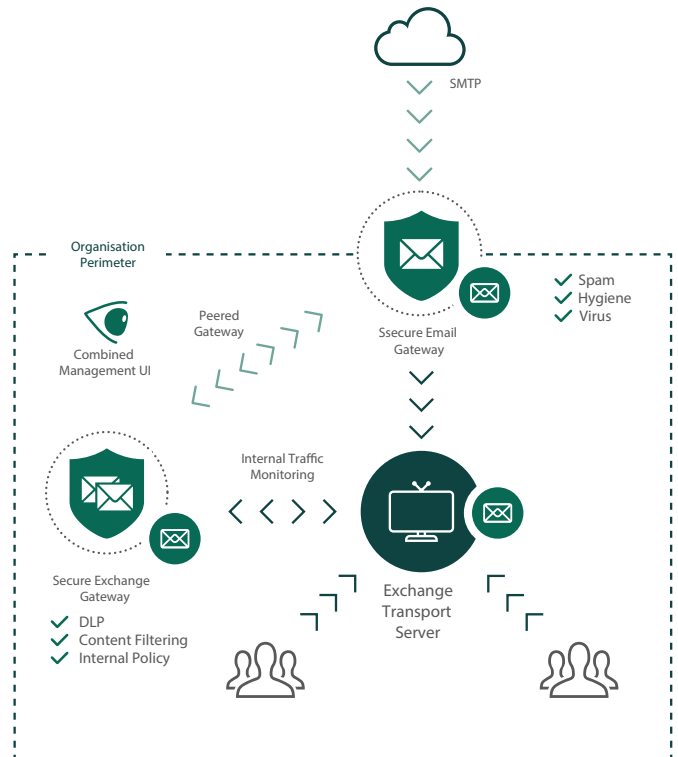 SMTP
Organisation
Perimeter
Spam
Hygiene
Virus
Peered
Gateway
Ssecure Email
Gateway
Combined
Management UI
Internal Traffic
Monitoring
Secure Exchange
Gateway
DLP
Content Filtering
Internal Policy
Exchange
Transport
Server